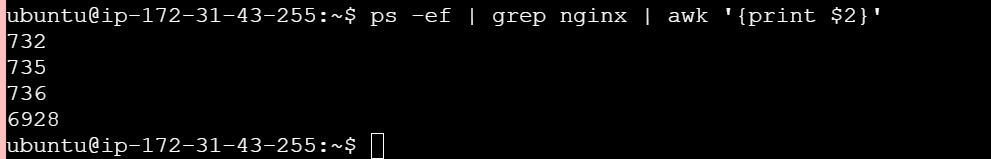 ubuntu@ip-172-31-43-255:~$ ps -ef | grep nginx | awk '{print $2}'
732
735
736
6928
ubuntu@ip-172-31-43-255:~$